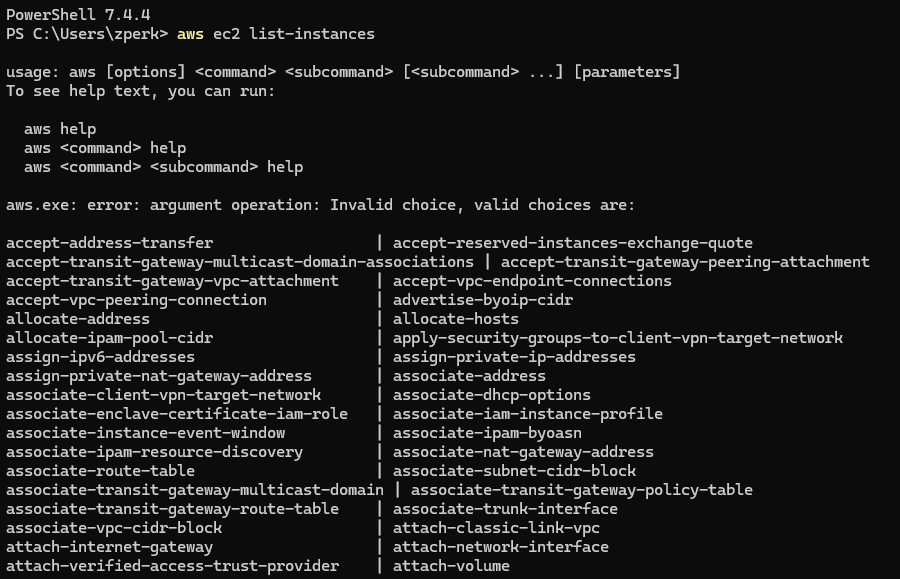 PowerShell 7.4.4
PS C:\Users\zperk> aws ec2 list-instances
usage: aws [options] <command> <subcommand> [<subcommand> ...] [parameters]
To see help text, you can run:
aws help
aws <command> help
aws <command> <subcommand> help
aws.exe: error: argument operation: Invalid choice, valid choices are:
accept-address-transfer | accept-reserved-instances-exchange-quote
accept-transit-gateway-multicast-domain-associations | accept-transit-gateway-peering-attachment
accept-transit-gateway-vpc-attachment | accept-vpc-endpoint-connections
accept-vpc-peering-connection | advertise-byoip-cidr
allocate-address | allocate-hosts
allocate-ipam-pool-cidr | apply-security-groups-to-client-vpn-target-network
assign-ipv6-addresses | assign-private-ip-addresses
assign-private-nat-gateway-address | associate-address
associate-client-vpn-target-network | associate-dhcp-options
associate-enclave-certificate-iam-role | associate-iam-instance-profile
associate-instance-event-window | associate-ipam-byoasn
associate-ipam-resource-discovery | associate-nat-gateway-address
associate-route-table | associate-subnet-cidr-block
associate-transit-gateway-multicast-domain | associate-transit-gateway-policy-table
associate-transit-gateway-route-table | associate-trunk-interface
associate-vpc-cidr-block | attach-classic-link-vpc
attach-internet-gateway | attach-network-interface
attach-verified-access-trust-provider | attach-volume